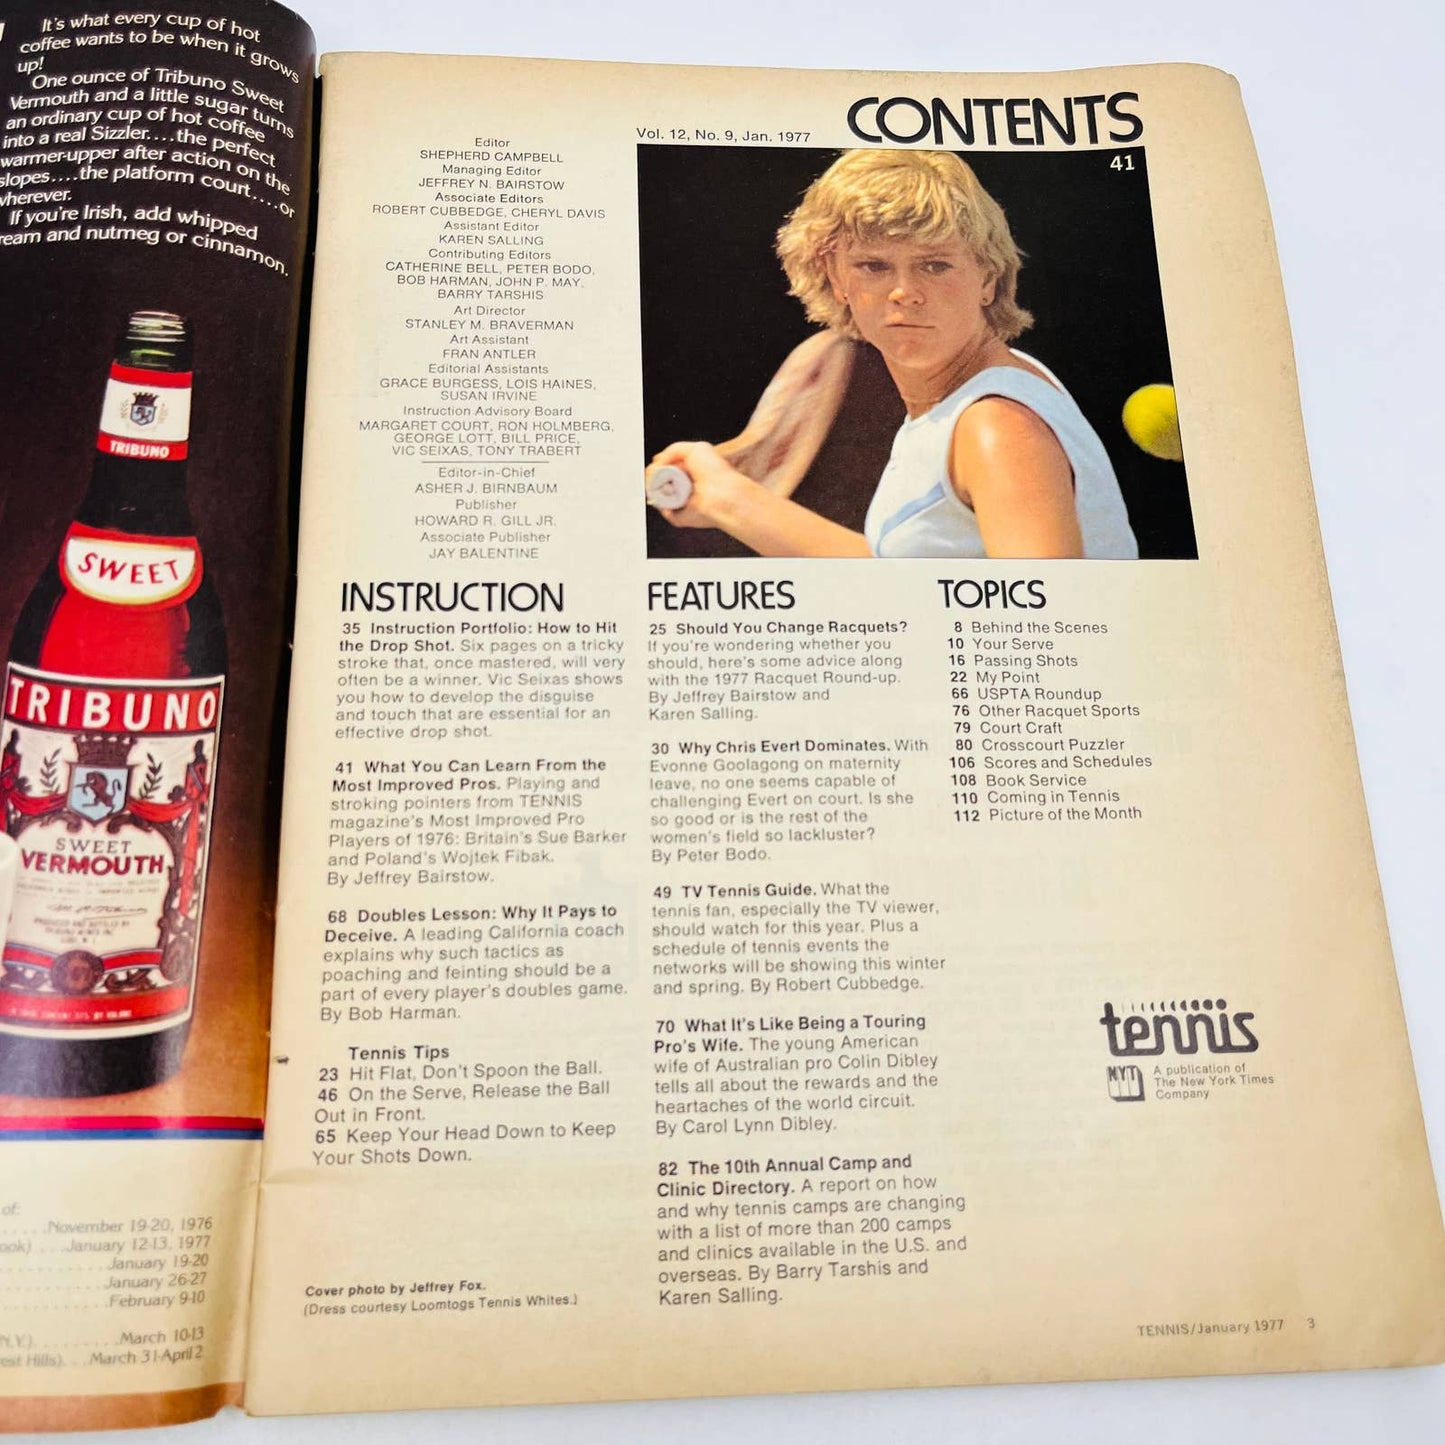 It's what every cup of hot
coffee wants to be when it grows
up!
One ounce of Tribuno Sweet
Vermouth and a little sugar turns
an ordinary cup of hot coffee
into a real Sizzler....the perfect
warmer-upper after action on the
slopes....the platform court....or
wherever.
If you're Irish, add whipped
cream and nutmeg or cinnamon.
TRIBUNO
SWEET
TRIBUNO
SWEET
VERMOUTH
of:
November 19-20, 1976
January 12-13, 1977
January 19-20
January 26-27
February 9-10
N.Y.) March 10-13
Hills) March 31-April 2
Vol. 12, No. 9, Jan. 1977
CONTENTS
41
Editor
SHEPHERD CAMPBELL
Managing Editor
JEFFREY N. BAIRSTOW
Associate Editors
ROBERT CUBBEDGE, CHERYL DAVIS
Assistant Editor
KAREN SALLING
Contributing Editors
CATHERINE BELL, PETER BODO,
BOB HARMAN, JOHN P. MAY,
BARRY TARSHIS
Art Director
STANLEY M. BRAVERMAN
Art Assistant
FRAN ANTLER
Editorial Assistants
GRACE BURGESS, LOIS HAINES,
SUSAN IRVINE
Instruction Advisory Board
MARGARET COURT, RON HOLMBERG,
GEORGE LOTT, BILL PRICE,
VIC SEIXAS, TONY TRABERT
Editor-in-Chief
ASHER J. BIRNBAUM
Publisher
HOWARD R. GILL JR.
Associate Publisher
JAY BALENTINE
INSTRUCTION
35 Instruction Portfolio: How to Hit
the Drop Shot. Six pages on a tricky
stroke that, once mastered, will very
often be a winner. Vic Seixas shows
you how to develop the disguise
and touch that are essential for an
effective drop shot.
41 What You Can Learn From the
Most Improved Pros. Playing and
stroking pointers from TENNIS
magazine's Most Improved Pro
Players of 1976: Britain's Sue Barker
and Poland's Wojtek Fibak.
By Jeffrey Bairstow.
68 Doubles Lesson: Why It Pays to
Deceive. A leading California coach
explains why such tactics as
poaching and feinting should be a
part of every player's doubles game.
By Bob Harman.
Tennis Tips
23 Hit Flat, Don't Spoon the Ball.
46 On the Serve, Release the Ball
Out in Front.
65 Keep Your Head Down to Keep
Your Shots Down.
Cover photo by Jeffrey Fox.
(Dress courtesy Loomtogs Tennis Whites.)
FEATURES
25 Should You Change Racquets?
If you're wondering whether you
should, here's some advice along
with the 1977 Racquet Round-up.
By Jeffrey Bairstow and
Karen Salling.
30 Why Chris Evert Dominates. With
Evonne Goolagong on maternity
leave, no one seems capable of
challenging Evert on court. Is she
so good or is the rest of the
women's field so lackluster?
By Peter Bodo.
49 TV Tennis Guide. What the
tennis fan, especially the TV viewer,
should watch for this year. Plus a
schedule of tennis events the
networks will be showing this winter
and spring. By Robert Cubbedge.
70 What It's Like Being a Touring
Pro's Wife. The young American
wife of Australian pro Colin Dibley
tells all about the rewards and the
heartaches of the world circuit.
By Carol Lynn Dibley.
82 The 10th Annual Camp and
Clinic Directory. A report on how
and why tennis camps are changing
with a list of more than 200 camps
and clinics available in the U.S. and
overseas. By Barry Tarshis and
Karen Salling.
TOPICS
8 Behind the Scenes
10 Your Serve
16 Passing Shots
22 My Point
66 USPTA Roundup
76 Other Racquet Sports
79 Court Craft
80 Crosscourt Puzzler
106 Scores and Schedules
108 Book Service
110 Coming in Tennis
112 Picture of the Month
tennis
NYT
A publication of
The New York Times
Company
TENNIS/January 1977 3